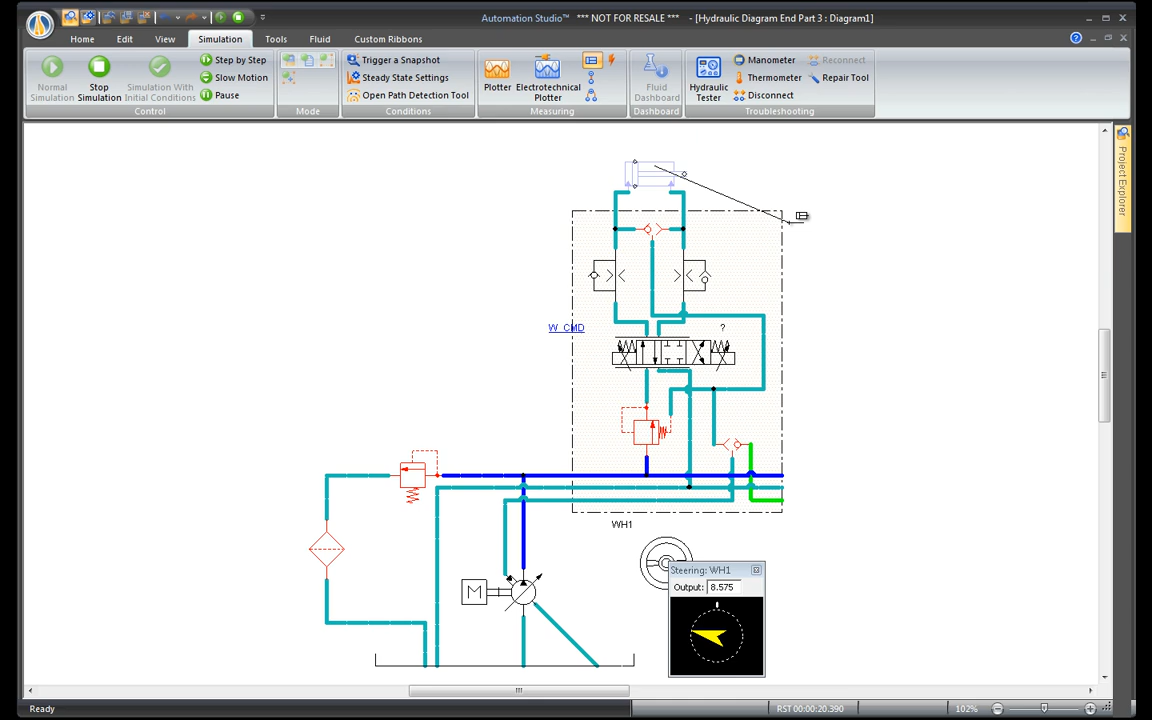 Automation Studio™ *** NOT FOR RESALE *** - [Hydraulic Diagram End Part 3 : Diagram1]
Home Edit View Simulation Tools Fluid Custom Ribbons
Normal Simulation
Stop Simulation
Simulation With Initial Conditions
Step by Step
Slow Motion
Pause
Control
Mode
Trigger a Snapshot
Steady State Settings
Open Path Detection Tool
Conditions
Plotter
Electrotechnical Plotter
Measuring
Fluid Dashboard
Dashboard
Hydraulic Tester
Manometer
Thermometer
Disconnect
Reconnect
Repair Tool
Troubleshooting
Project Explorer
W_CMD
?
WH1
M
Steering: WH1
Output: 8.575
Ready
RST 00:00:20.390
102%